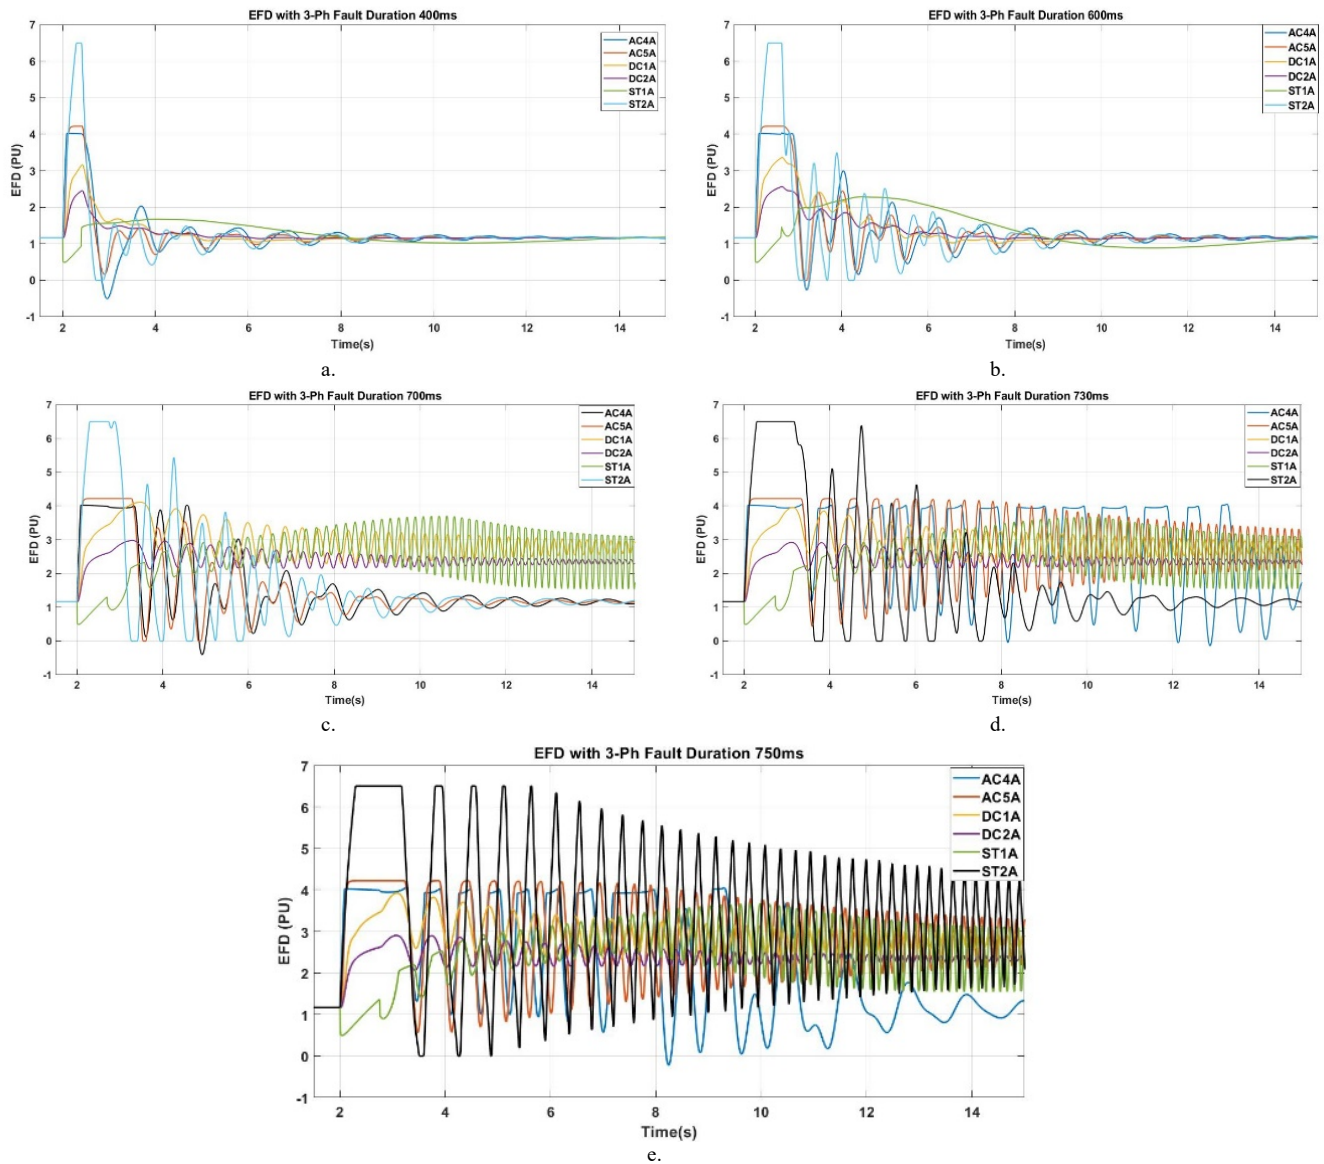 EFD with 3-Ph Fault Duration 400ms
EFD (PU)
7
6
5
4
3
2
1
0
-1
2
4
6
8
10
12
14
Time(s)
AC4A
AC5A
DC1A
DC2A
ST1A
ST2A
a.
EFD with 3-Ph Fault Duration 600ms
EFD (PU)
7
6
5
4
3
2
1
0
-1
2
4
6
8
10
12
14
Time(s)
AC4A
AC5A
DC1A
DC2A
ST1A
ST2A
b.
EFD with 3-Ph Fault Duration 700ms
EFD (PU)
7
6
5
4
3
2
1
0
-1
2
4
6
8
10
12
14
Time(s)
AC4A
AC5A
DC1A
DC2A
ST1A
ST2A
c.
EFD with 3-Ph Fault Duration 730ms
EFD (PU)
7
6
5
4
3
2
1
0
-1
2
4
6
8
10
12
14
Time(s)
AC4A
AC5A
DC1A
DC2A
ST1A
ST2A
d.
EFD with 3-Ph Fault Duration 750ms
EFD (PU)
7
6
5
4
3
2
1
0
-1
2
4
6
8
10
12
14
Time(s)
AC4A
AC5A
DC1A
DC2A
ST1A
ST2A
e.